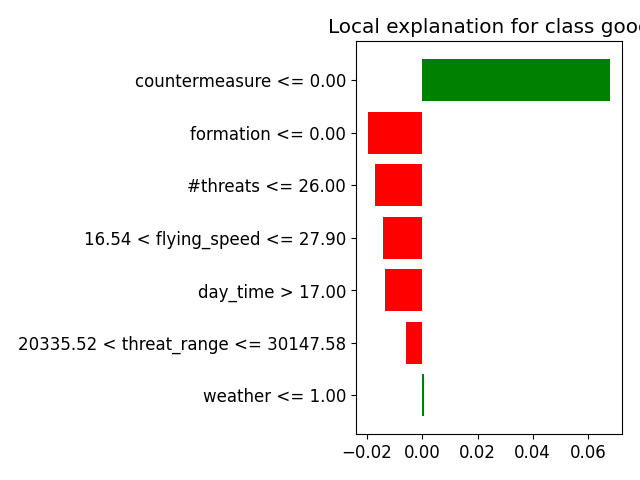 Local explanation for class goo
countermeasure <= 0.00
formation <= 0.00
#threats <= 26.00
16.54 < flying_speed <= 27.90
day_time > 17.00
20335.52 < threat_range <= 30147.58
weather <= 1.00
−0.02 0.00 0.02 0.04 0.06